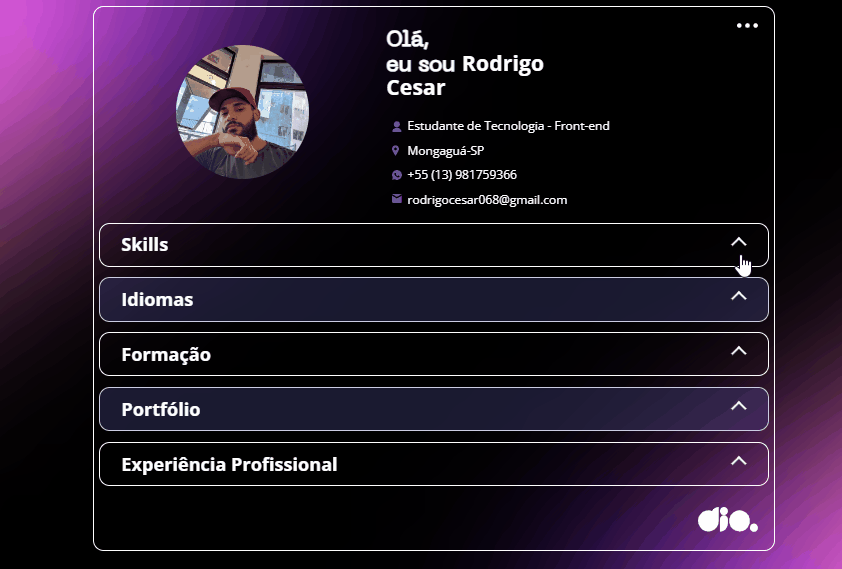 Olá,
eu sou Rodrigo
Cesar
Estudante de Tecnologia - Front-end
Mongaguá-SP
+55 (13) 981759366
rodrigocesar068@gmail.com
Skills
Idiomas
Formação
Portfólio
Experiência Profissional
dio.